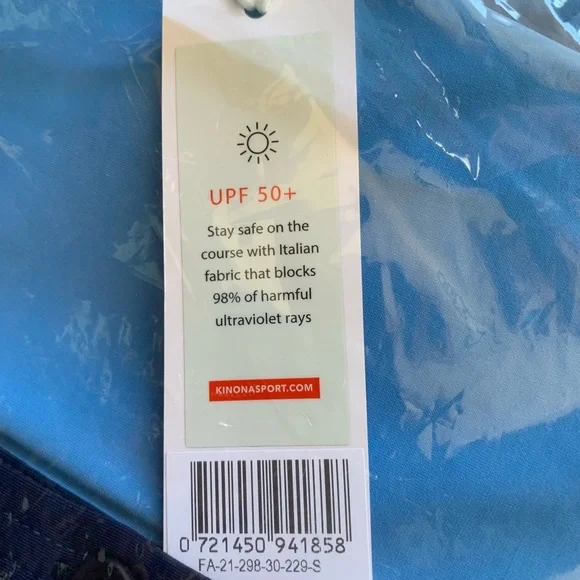 UPF 50+
Stay safe on the
course with Italian
fabric that blocks
98% of harmful
ultraviolet rays
KINONASPORT.COM
0 721450 941858
FA-21-298-30-229-S